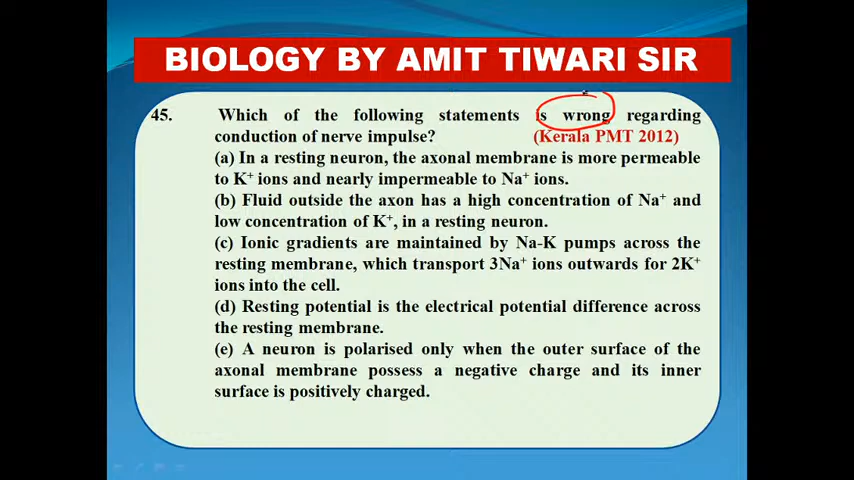 BIOLOGY BY AMIT TIWARI SIR
45. Which of the following statements is wrong regarding
conduction of nerve impulse? (Kerala PMT 2012)
(a) In a resting neuron, the axonal membrane is more permeable
to K⁺ ions and nearly impermeable to Na⁺ ions.
(b) Fluid outside the axon has a high concentration of Na⁺ and
low concentration of K⁺, in a resting neuron.
(c) Ionic gradients are maintained by Na-K pumps across the
resting membrane, which transport 3Na⁺ ions outwards for 2K⁺
ions into the cell.
(d) Resting potential is the electrical potential difference across
the resting membrane.
(e) A neuron is polarised only when the outer surface of the
axonal membrane possess a negative charge and its inner
surface is positively charged.